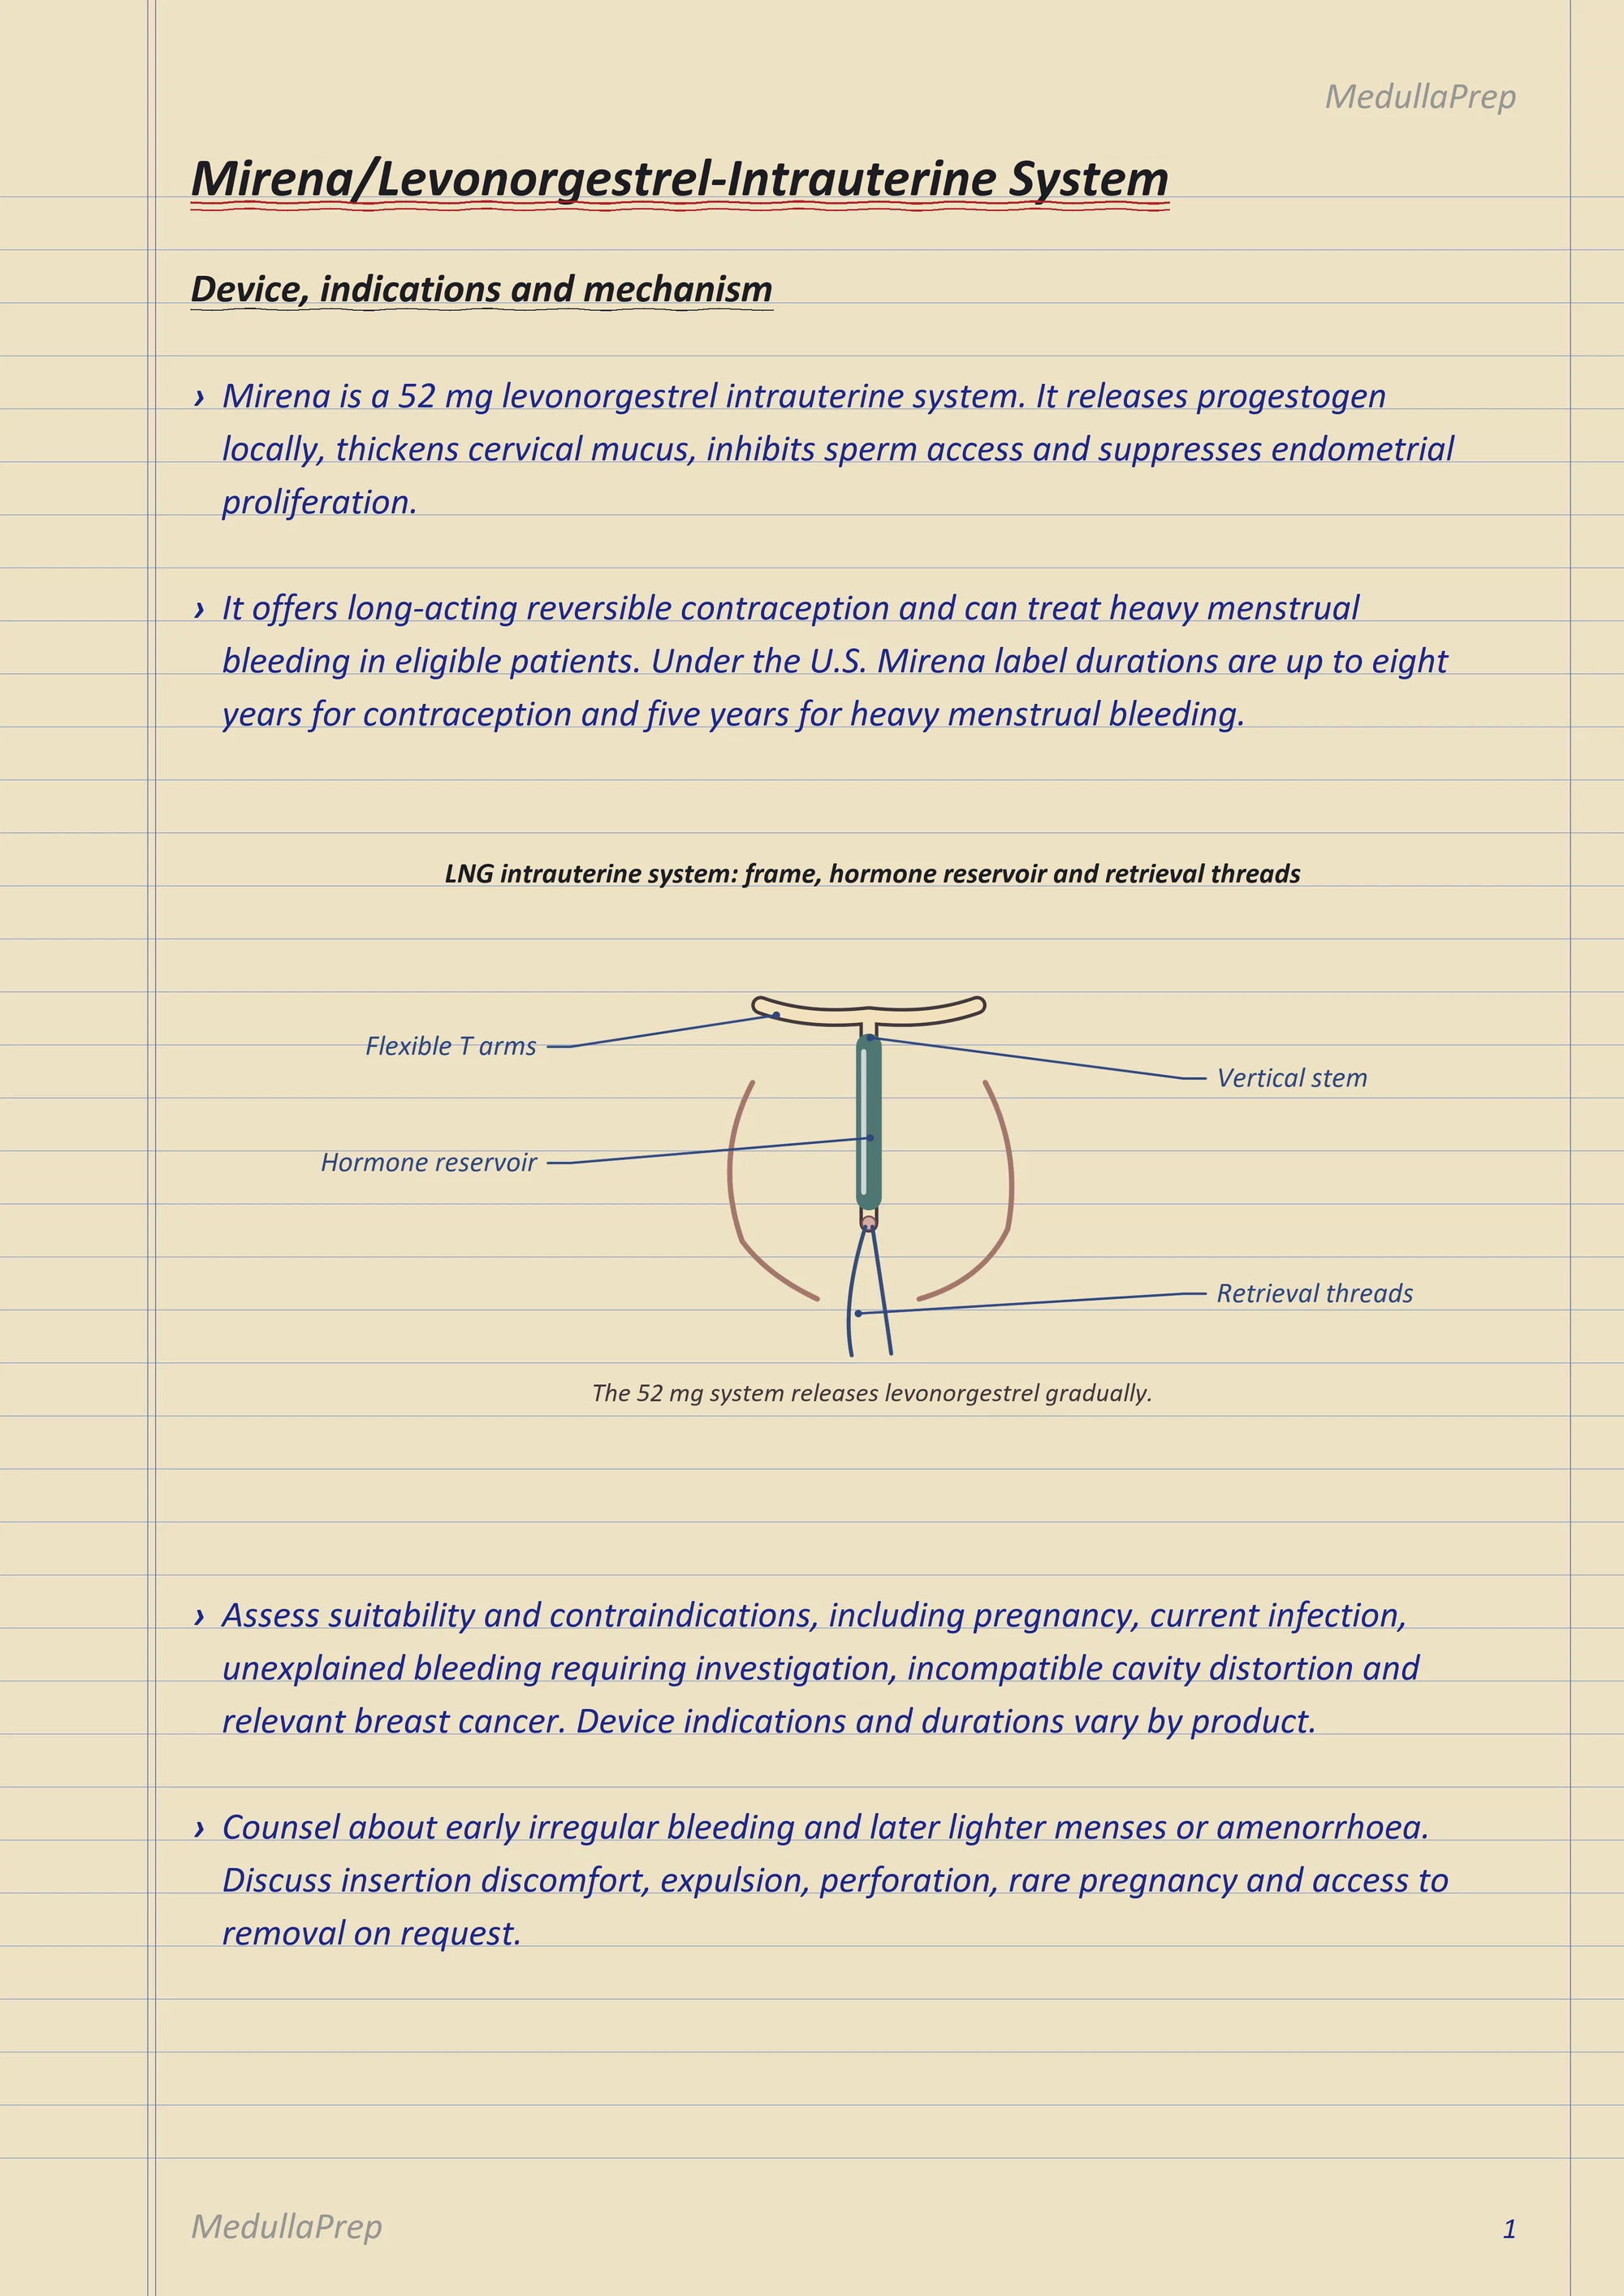 MedullaPrep
Mirena/Levonorgestrel-Intrauterine System
Device, indications and mechanism
› Mirena is a 52 mg levonorgestrel intrauterine system. It releases progestogen
locally, thickens cervical mucus, inhibits sperm access and suppresses endometrial
proliferation.
› It offers long-acting reversible contraception and can treat heavy menstrual
bleeding in eligible patients. Under the U.S. Mirena label durations are up to eight
years for contraception and five years for heavy menstrual bleeding.
LNG intrauterine system: frame, hormone reservoir and retrieval threads
Flexible T arms
Vertical stem
Hormone reservoir
Retrieval threads
The 52 mg system releases levonorgestrel gradually.
› Assess suitability and contraindications, including pregnancy, current infection,
unexplained bleeding requiring investigation, incompatible cavity distortion and
relevant breast cancer. Device indications and durations vary by product.
› Counsel about early irregular bleeding and later lighter menses or amenorrhoea.
Discuss insertion discomfort, expulsion, perforation, rare pregnancy and access to
removal on request.
MedullaPrep
1